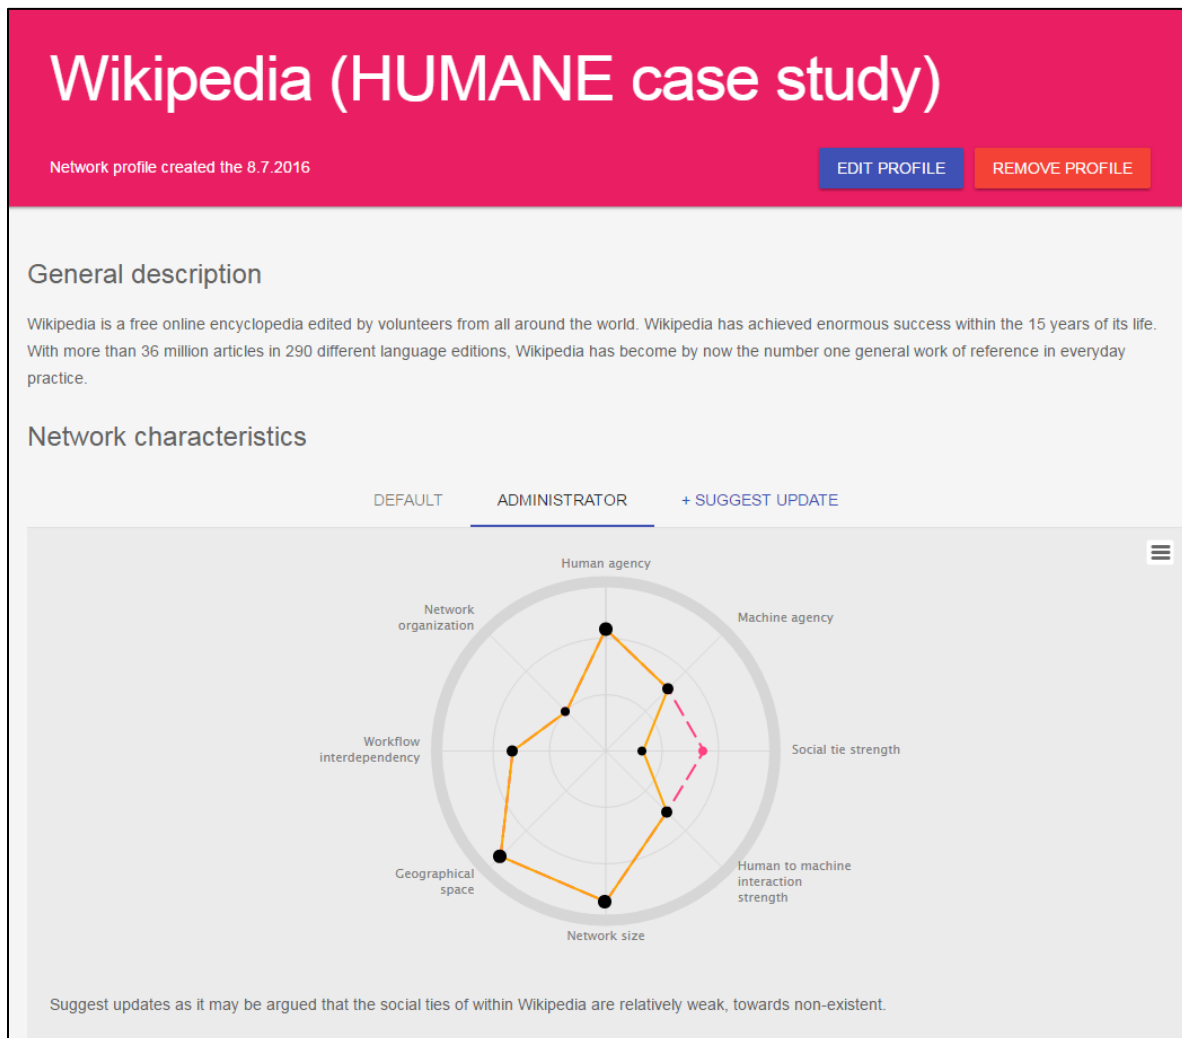 Wikipedia (HUMANE case study)
Network profile created the 8.7.2016
EDIT PROFILE
REMOVE PROFILE
General description
Wikipedia is a free online encyclopedia edited by volunteers from all around the world. Wikipedia has achieved enormous success within the 15 years of its life.
With more than 36 million articles in 290 different language editions, Wikipedia has become by now the number one general work of reference in everyday
practice.
Network characteristics
DEFAULT
ADMINISTRATOR
+ SUGGEST UPDATE
Human agency
Network
organization
Machine agency
Workflow
interdependency
Social tie strength
Geographical
space
Human to machine
interaction
strength
Network size
Suggest updates as it may be argued that the social ties of within Wikipedia are relatively weak, towards non-existent.